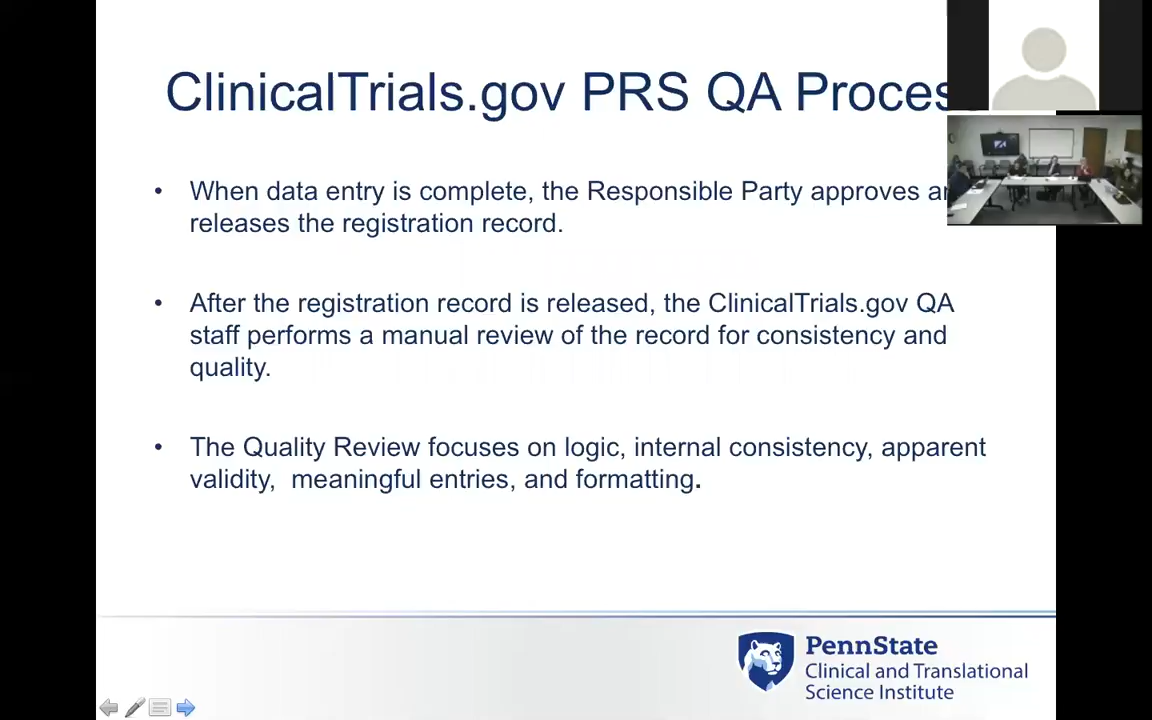 ClinicalTrials.gov PRS QA Proces
• When data entry is complete, the Responsible Party approves
releases the registration record.
• After the registration record is released, the ClinicalTrials.gov QA
staff performs a manual review of the record for consistency and
quality.
• The Quality Review focuses on logic, internal consistency, apparent
validity, meaningful entries, and formatting.
PennState
Clinical and Translational
Science Institute